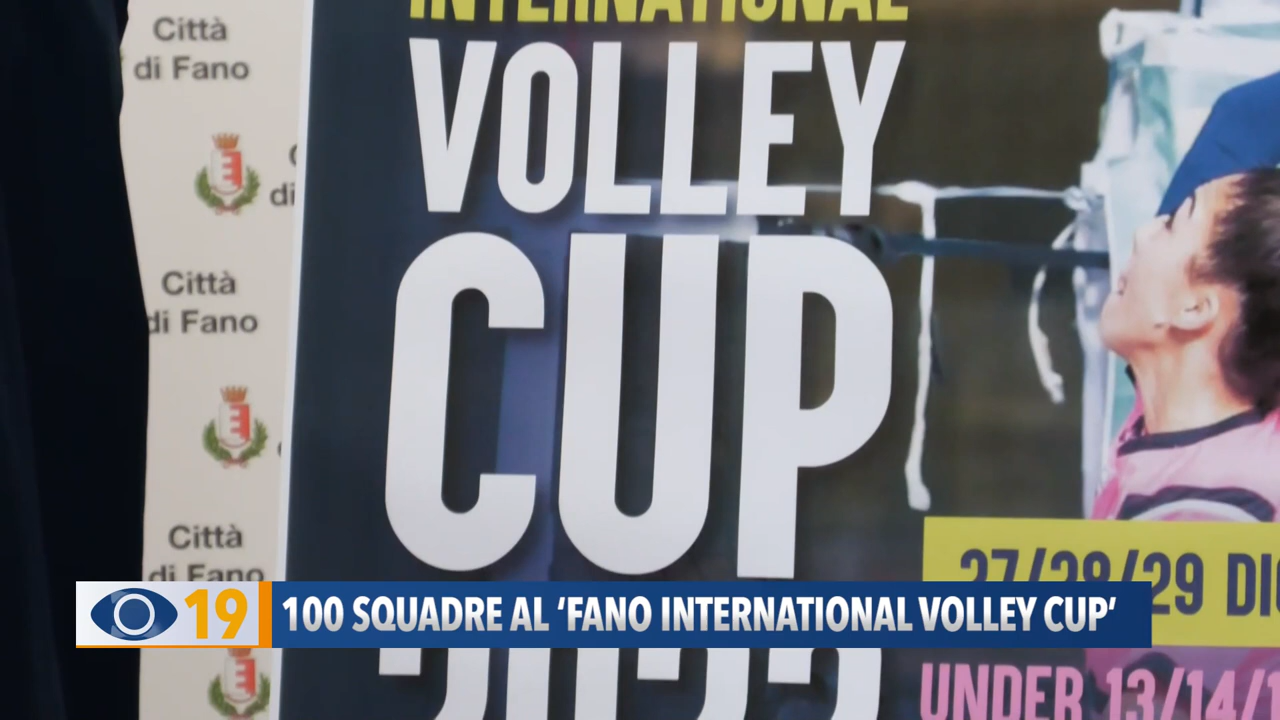 Città
di Fano
di
Città
di Fano
Città
di Fano
INTERNATIONAL
VOLLEY
CUP
27/28/29
UNDER 13/14/1
19
100 SQUADRE AL ‘FANO INTERNATIONAL VOLLEY CUP’